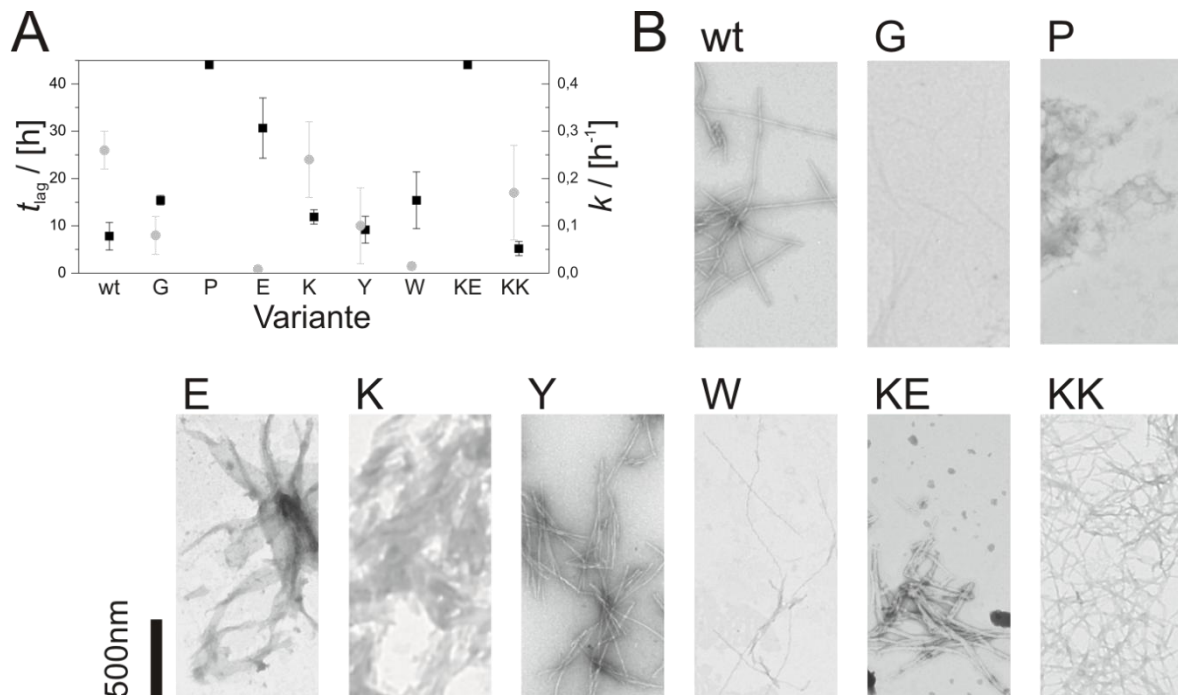 A
t_lag / [h]
40
30
20
10
0
0,4
0,3
0,2
0,1
0,0
k / [h⁻¹]
wt G P E K Y W KE KK
Variante
B
wt G P
E K Y W KE KK
500nm